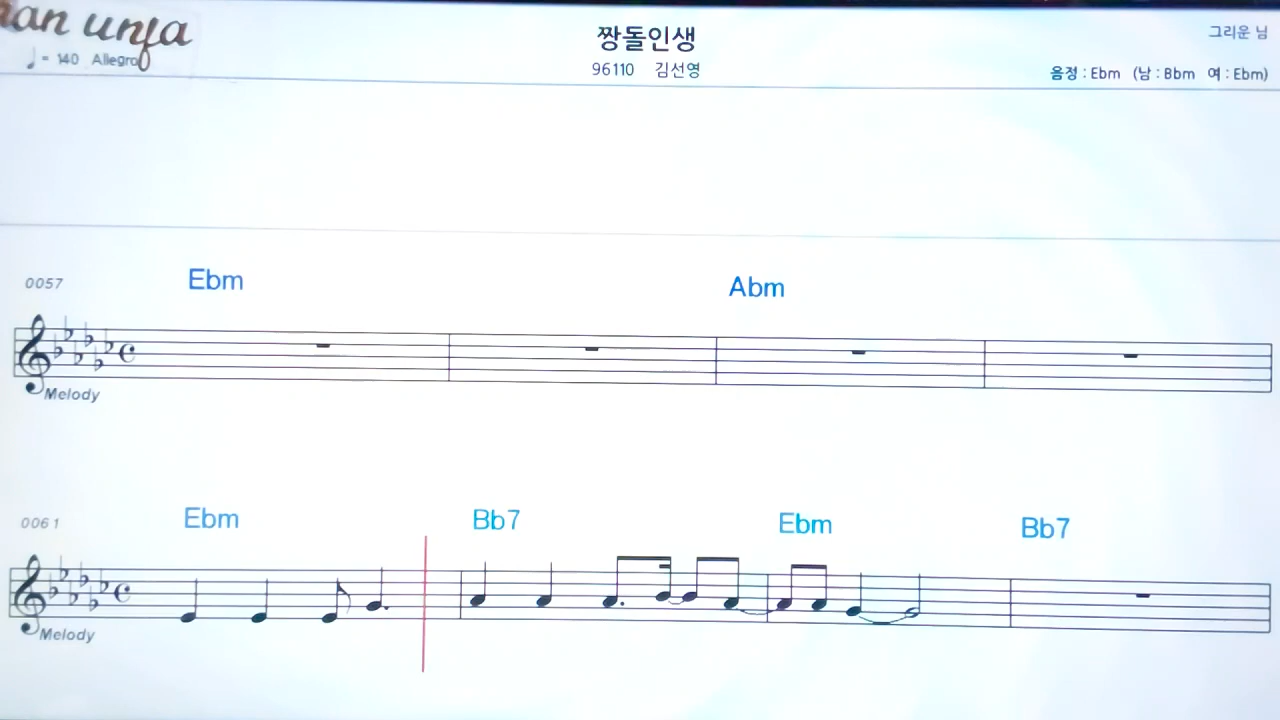 unja
♩ = 140 Allegro
짱돌인생
96110 김선영
그리운 님
음정 : Ebm (남 : Bbm 여 : Ebm)
0057
Ebm
Abm
Melody
0061
Ebm
Bb7
Ebm
Bb7
Melody